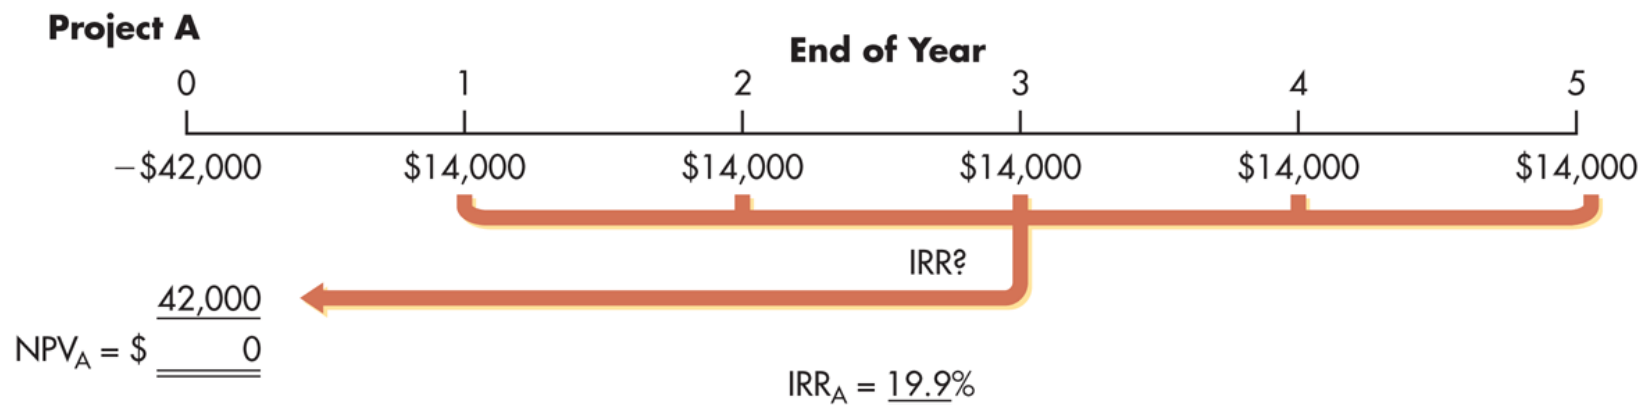 Project A
End of Year
0 1 2 3 4 5
–$42,000 $14,000 $14,000 $14,000 $14,000 $14,000
IRR?
42,000
NPVA = $ 0
IRRA = 19.9%